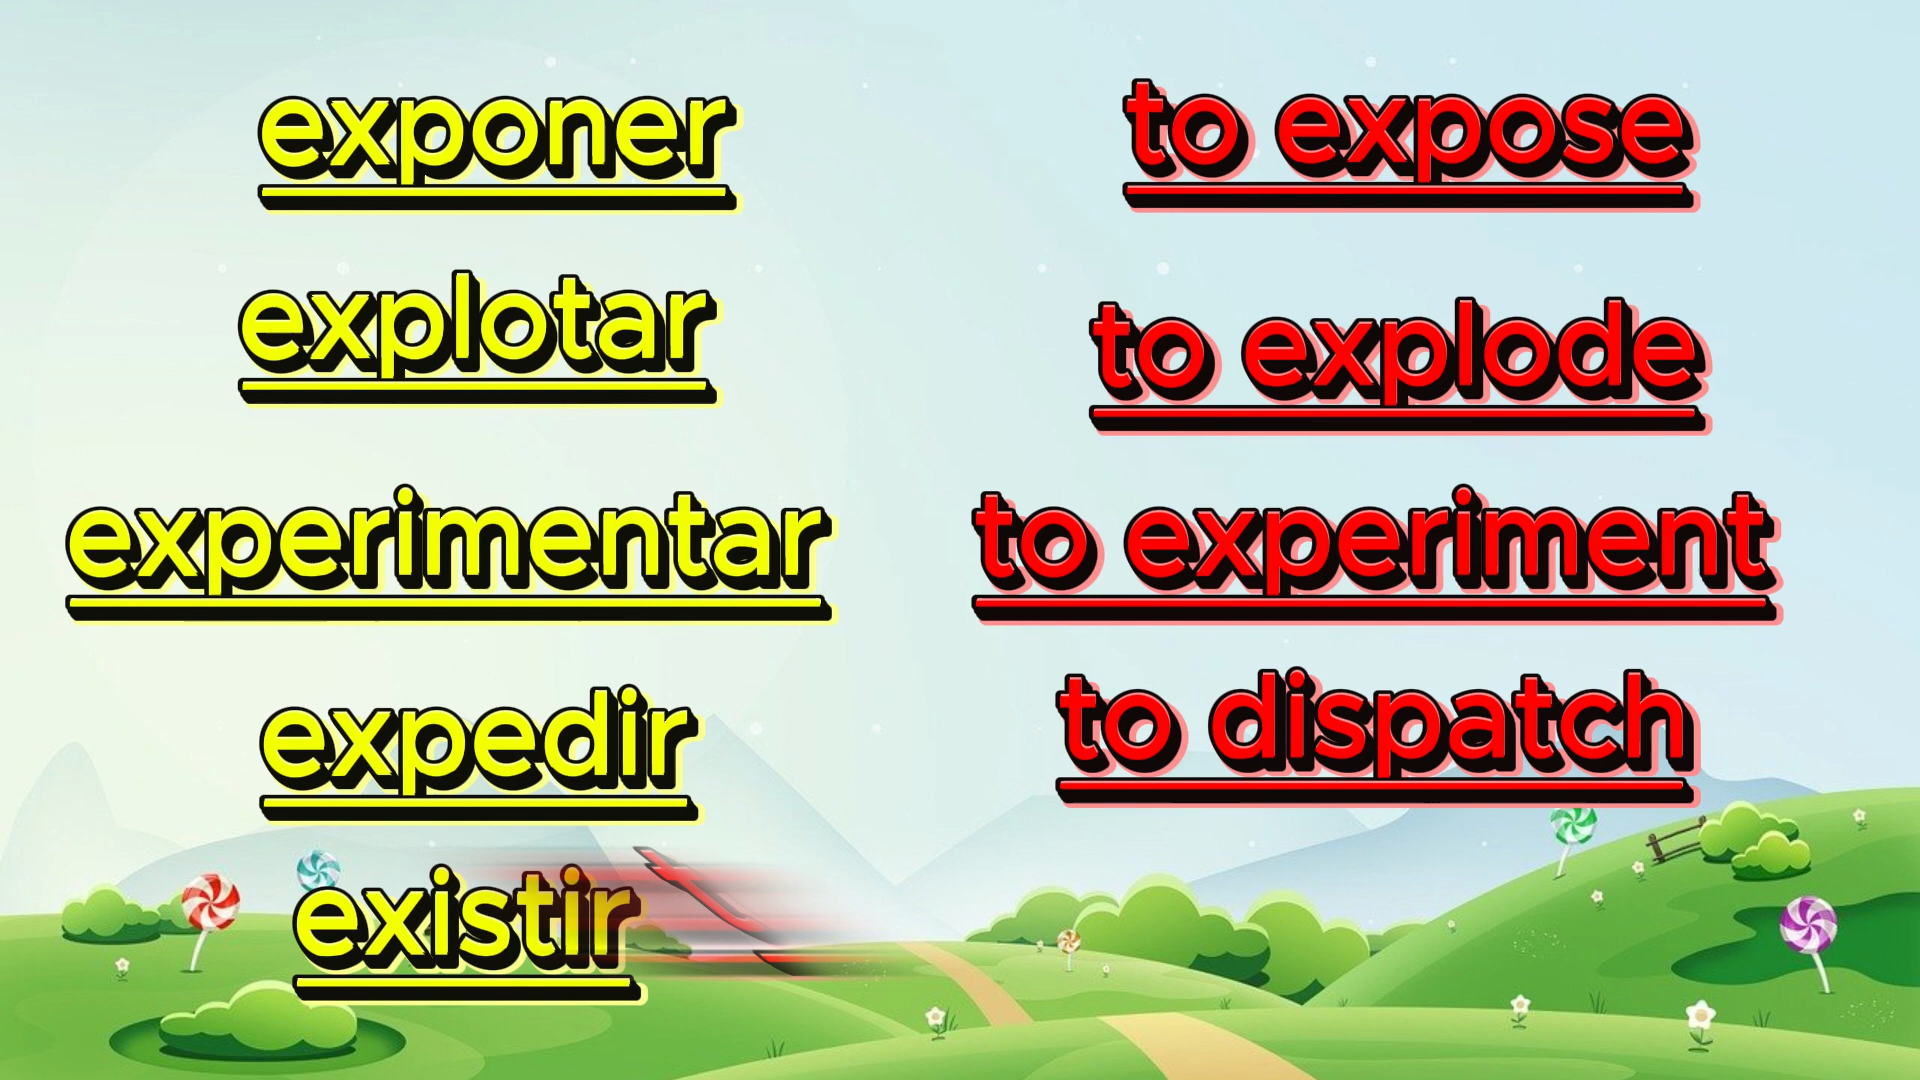 exponer to expose
explotar to explode
experimentar to experiment
expedir to dispatch
existir